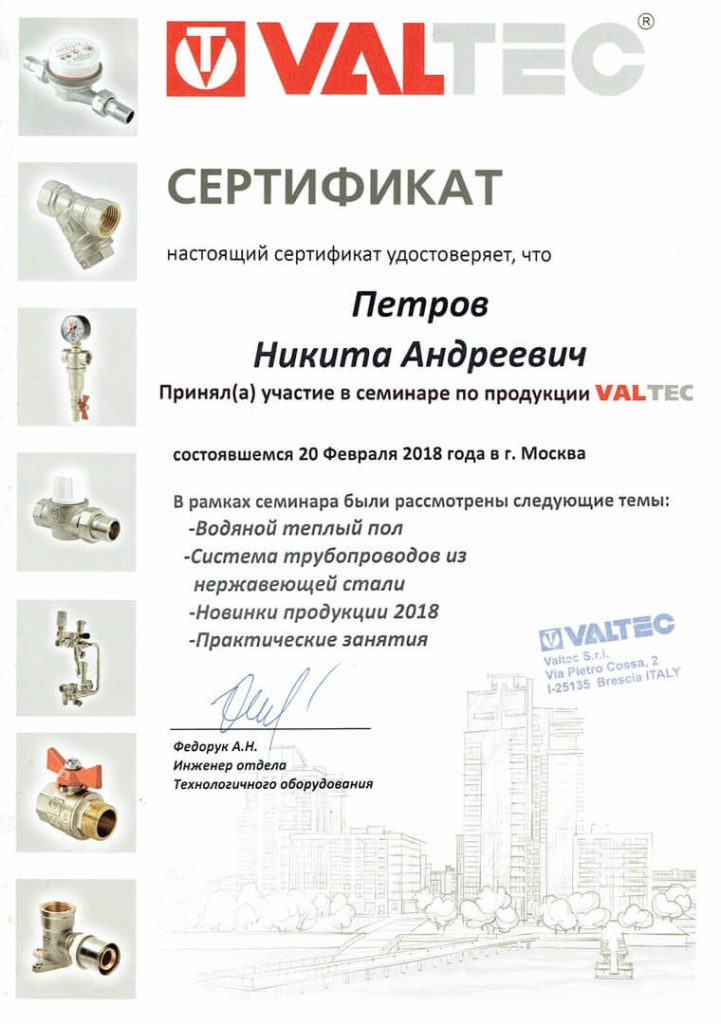 VALTEC ®
СЕРТИФИКАТ
настоящий сертификат удостоверяет, что
Петров
Никита Андреевич
Принял(а) участие в семинаре по продукции VALTEC
состоявшемся 20 Февраля 2018 года в г. Москва
В рамках семинара были рассмотрены следующие темы:
-Водяной теплый пол
-Система трубопроводов из
нержавеющей стали
-Новинки продукции 2018
-Практические занятия
VALTEC
Valtec S.r.l.
Via Pietro Cossa, 2
I-25135 Brescia ITALY
Федорук А.Н.
Инженер отдела
Технологичного оборудования